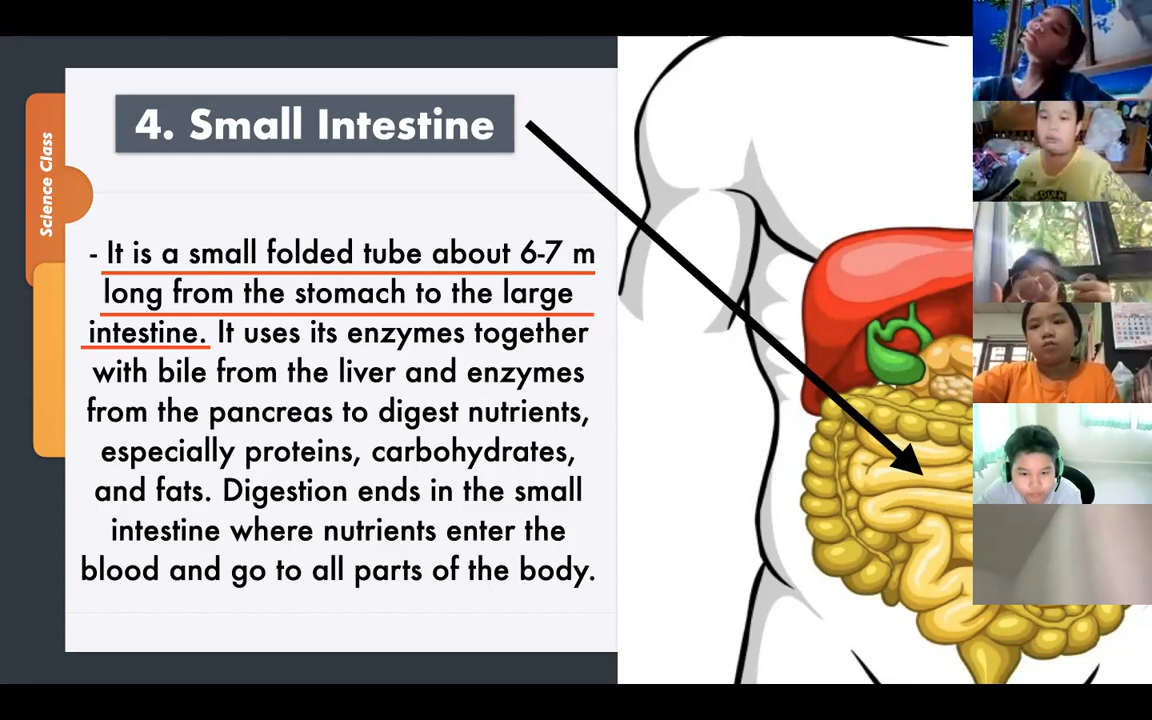 Science Class
4. Small Intestine
- It is a small folded tube about 6-7 m
long from the stomach to the large
intestine. It uses its enzymes together
with bile from the liver and enzymes
from the pancreas to digest nutrients,
especially proteins, carbohydrates,
and fats. Digestion ends in the small
intestine where nutrients enter the
blood and go to all parts of the body.